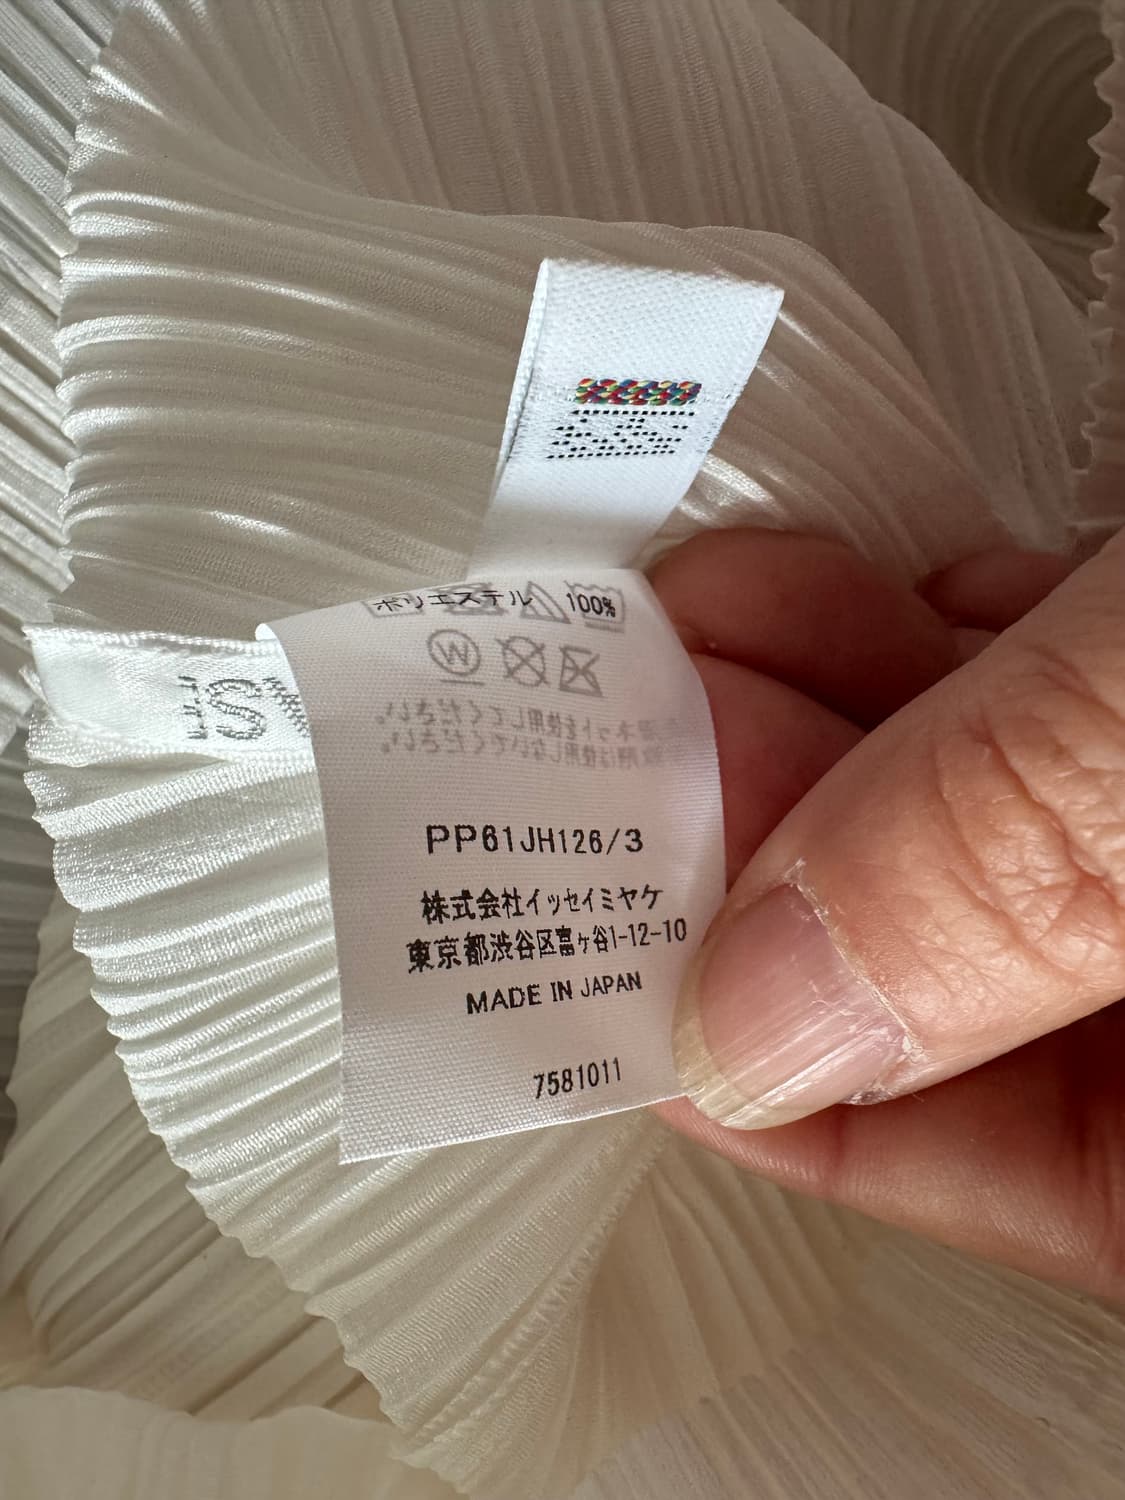 ポリエステル 100%
W
PP61JH126/3
株式会社イッセイミヤケ
東京都渋谷区富ヶ谷1-12-10
MADE IN JAPAN
7581011